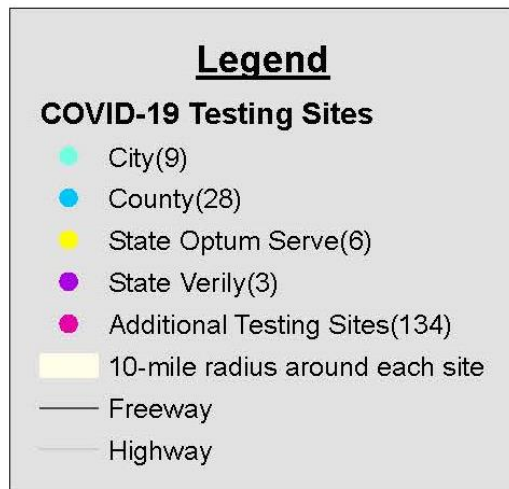 Legend
COVID-19 Testing Sites
City(9)
County(28)
State Optum Serve(6)
State Verily(3)
Additional Testing Sites(134)
10-mile radius around each site
Freeway
Highway